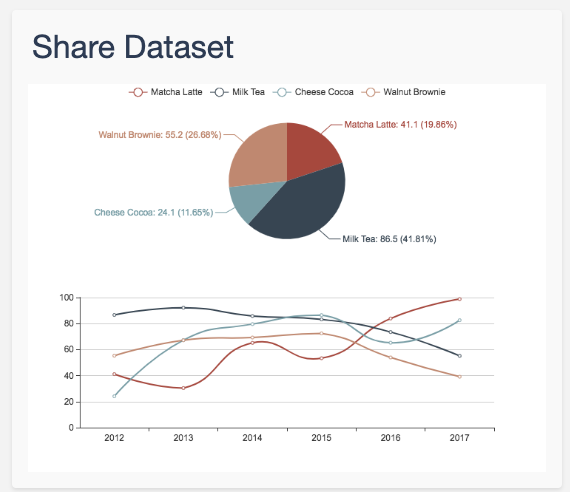 Share Dataset
Matcha Latte Milk Tea Cheese Cocoa Walnut Brownie
Matcha Latte: 41.1 (19.86%)
Walnut Brownie: 55.2 (26.68%)
Cheese Cocoa: 24.1 (11.65%)
Milk Tea: 86.5 (41.81%)
100
80
60
40
20
0
2012 2013 2014 2015 2016 2017